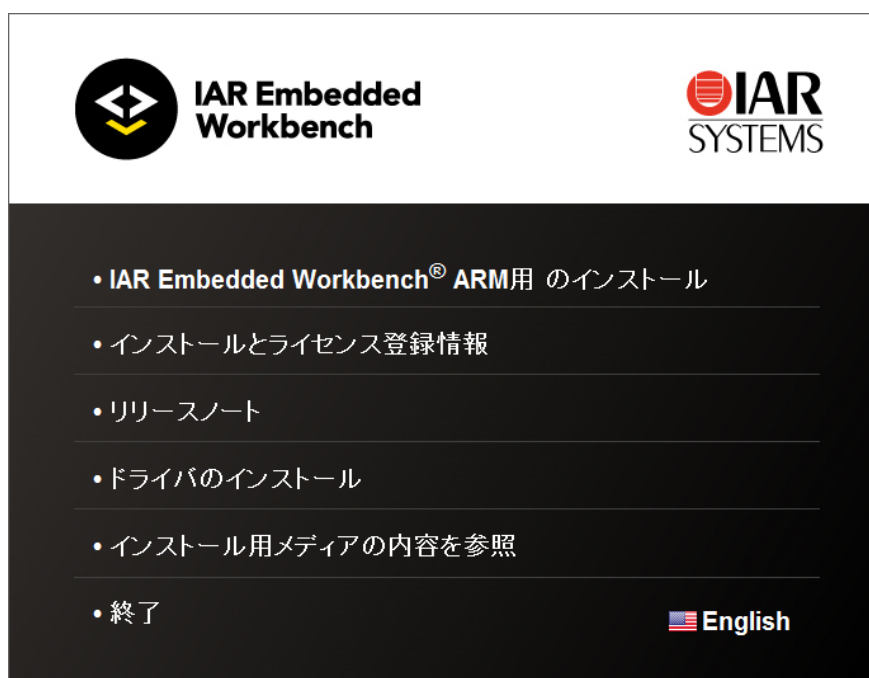 IAR Embedded
Workbench
IAR
SYSTEMS
• IAR Embedded Workbench® ARM用 のインストール
• インストールとライセンス登録情報
• リリースノート
• ドライバのインストール
• インストール用メディアの内容を参照
• 終了
English